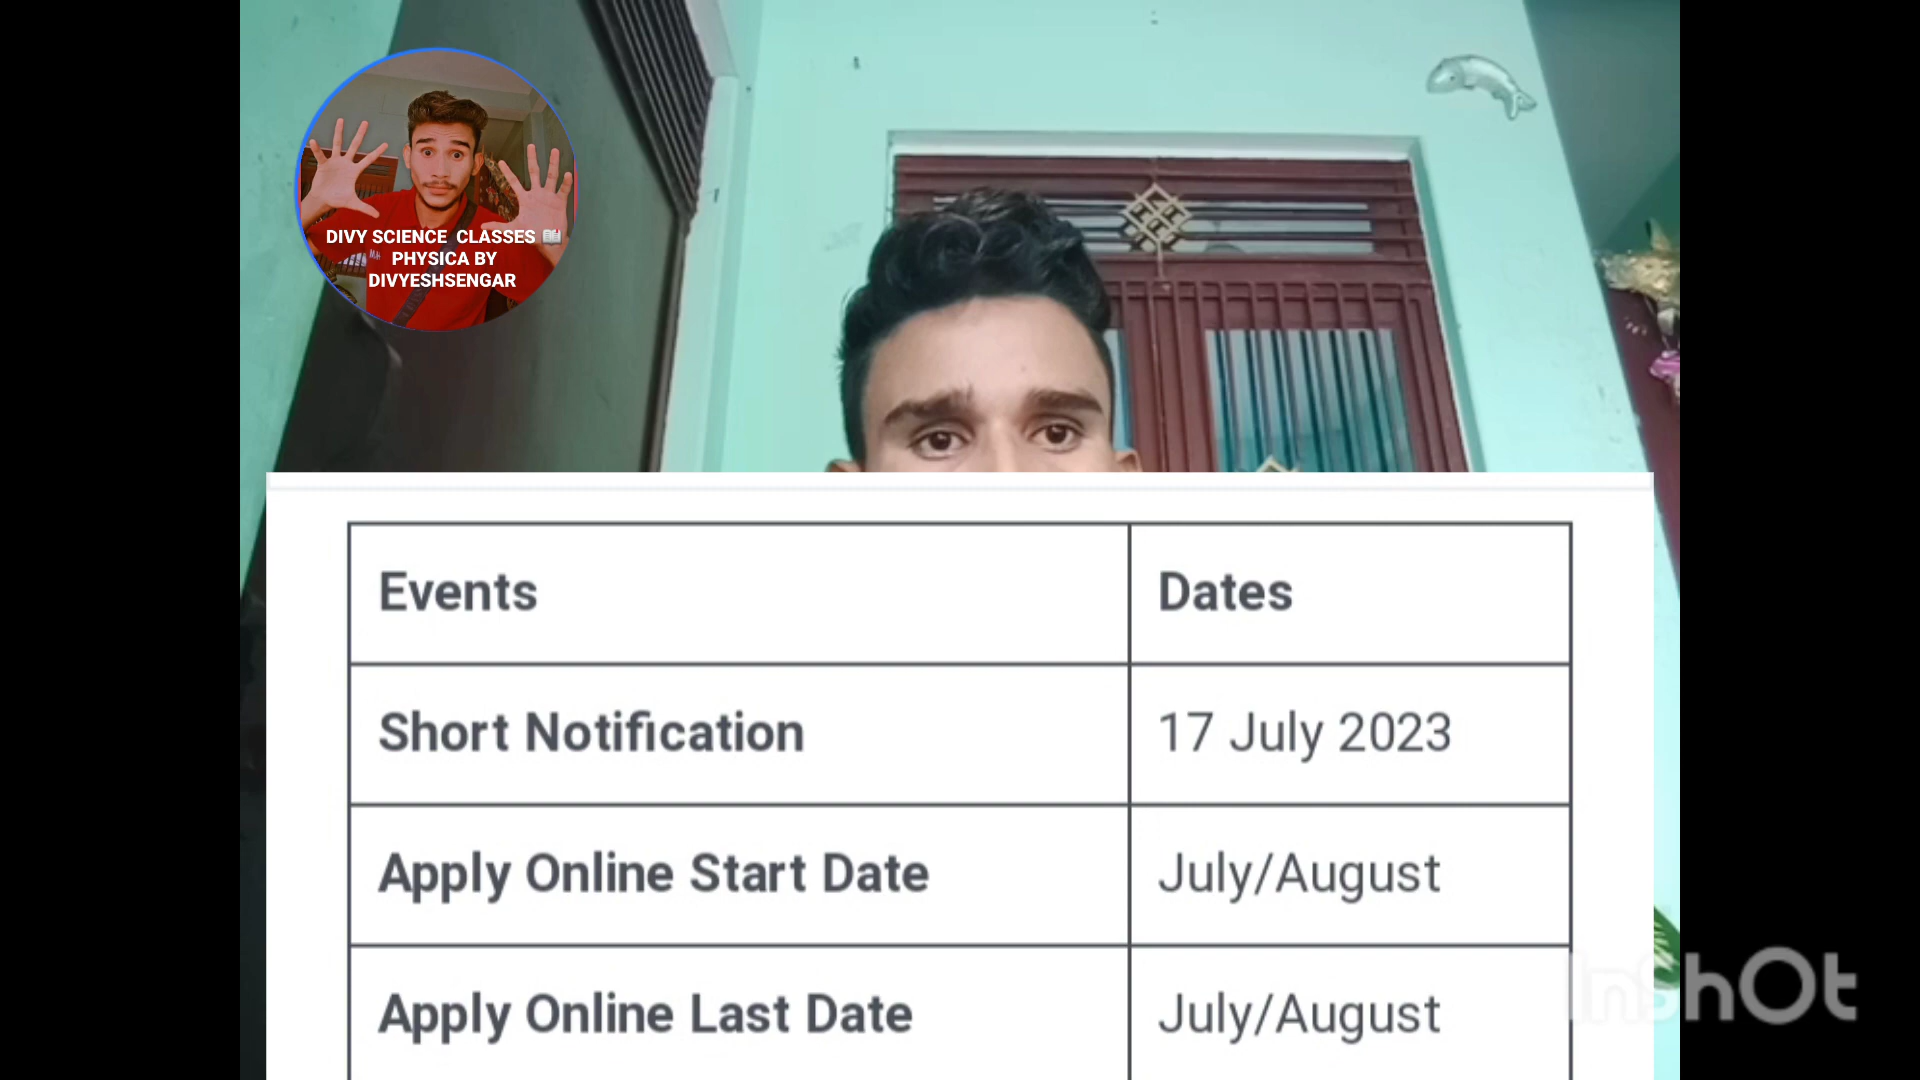 DIVY SCIENCE CLASSES 📖
PHYSICA BY
DIVYESHSENGAR
Events Dates
Short Notification 17 July 2023
Apply Online Start Date July/August
Apply Online Last Date July/August
InShOt